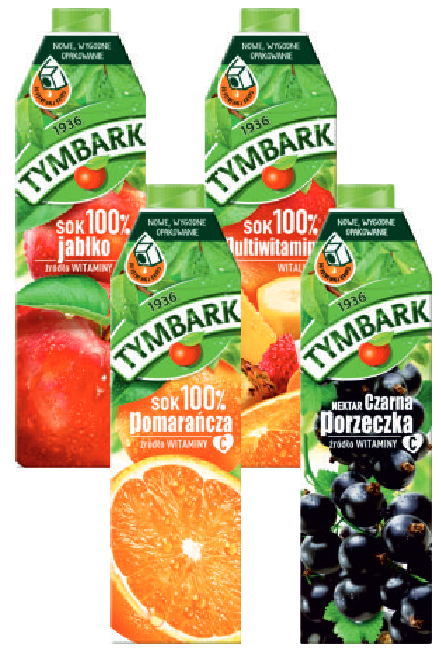 NOWE, WYGODNE
OPAKOWANIE
1936
TYMBARK
SOK 100%
jabłko
źródło WITAMINY
NOWE, WYGODNE
OPAKOWANIE
1936
TYMBARK
SOK 100%
Multiwitamin
NOWE, WYGODNE
OPAKOWANIE
1936
TYMBARK
SOK 100%
pomarańcza
źródło WITAMINY C
NOWE, WYGODNE
OPAKOWANIE
1936
TYMBARK
NEKTAR Czarna
porzeczka
źródło WITAMINY C